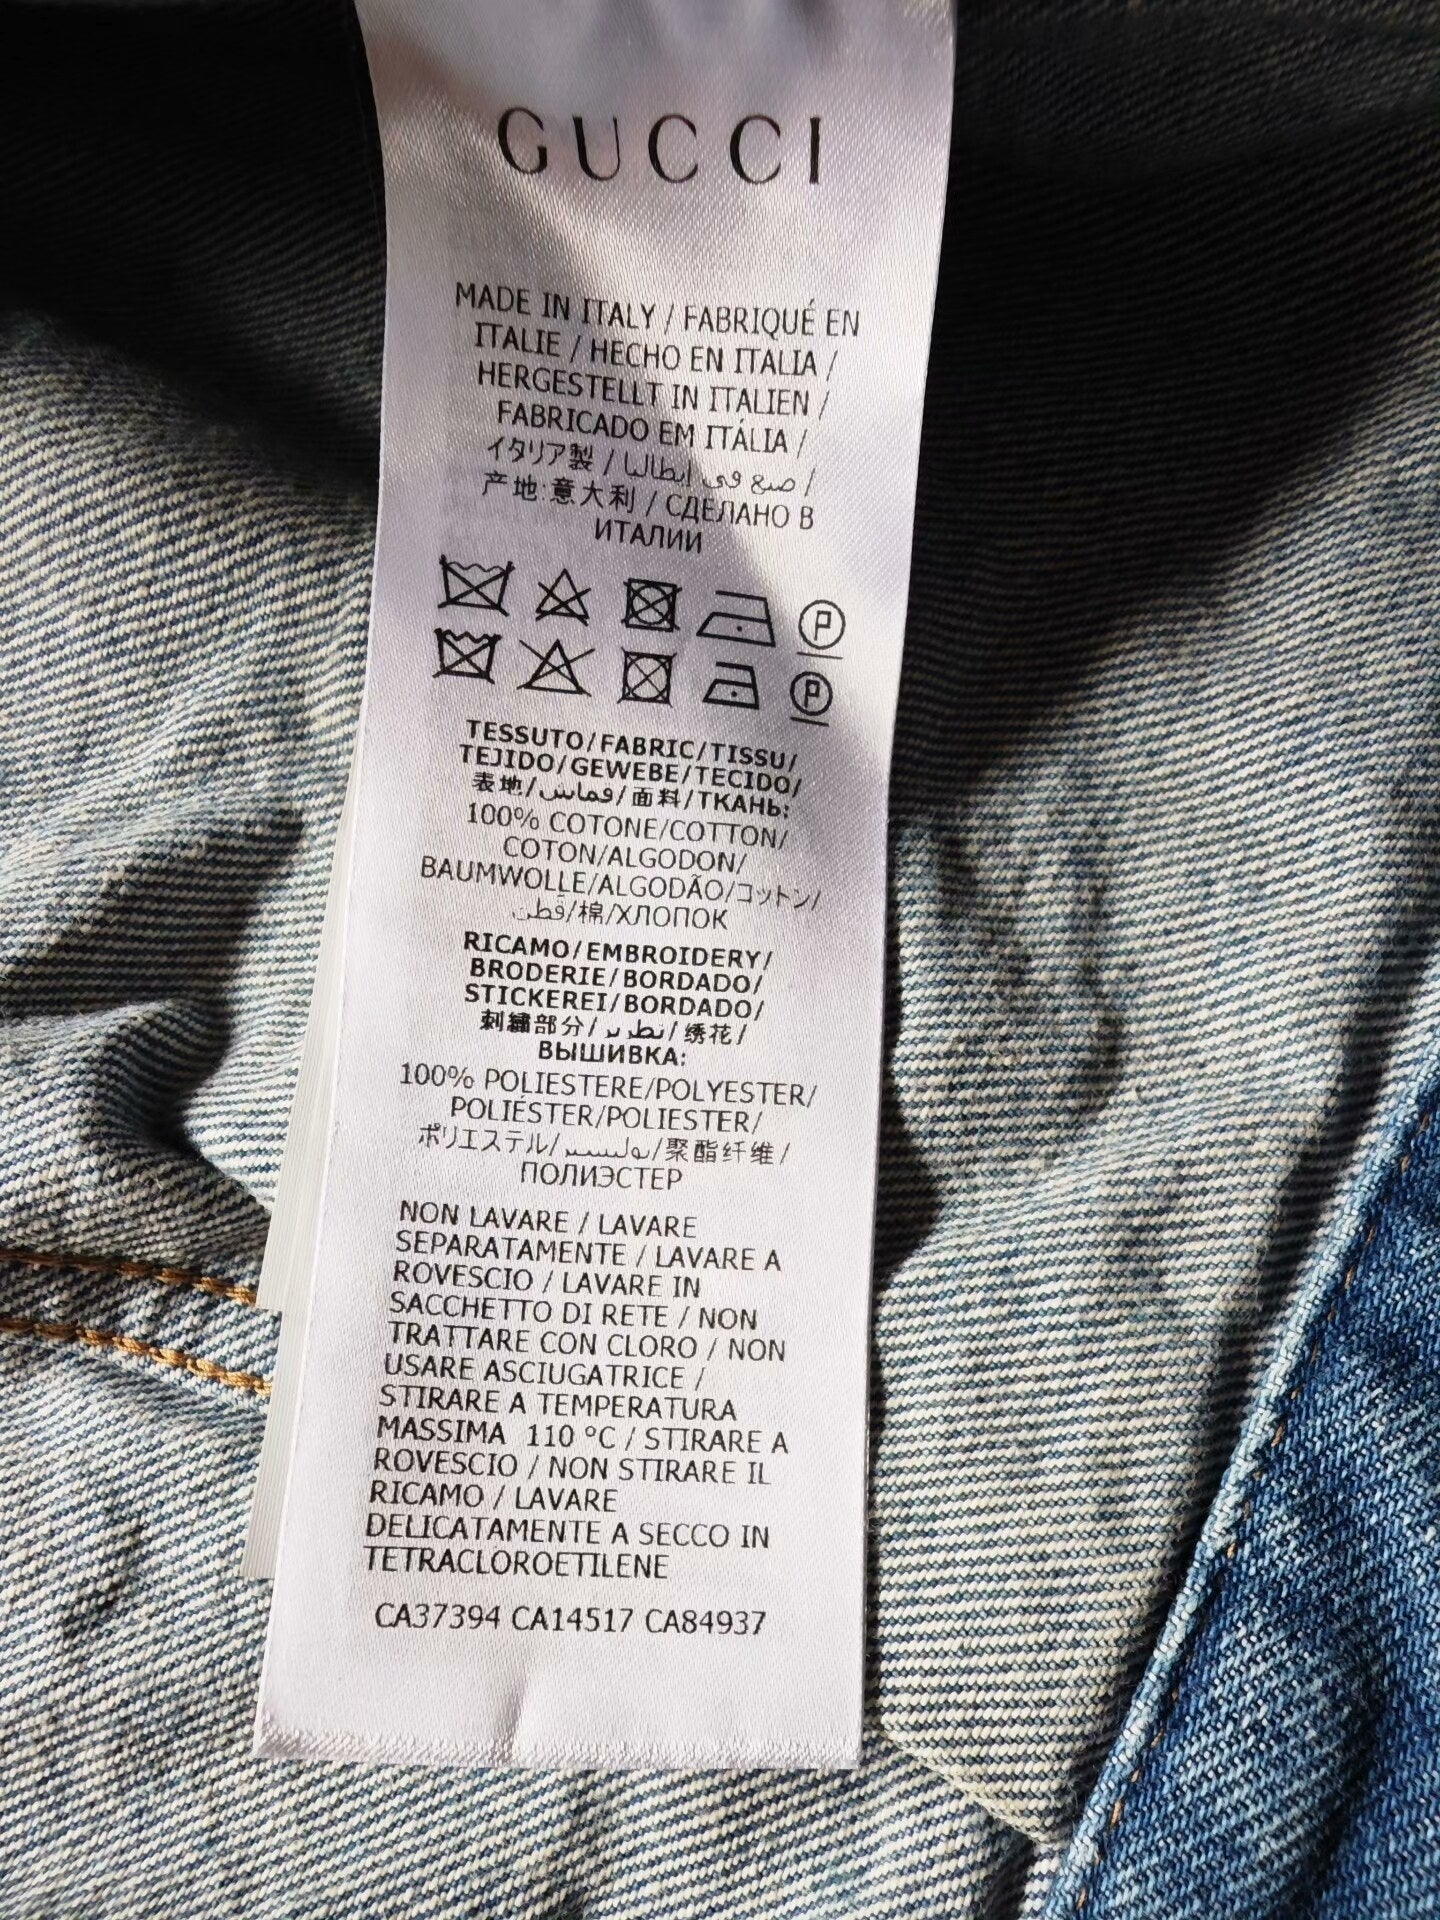 GUCCI
MADE IN ITALY / FABRIQUÉ EN
ITALIE / HECHO EN ITALIA /
HERGESTELLT IN ITALIEN /
FABRICADO EM ITÁLIA /
イタリア製 / صنع في إيطاليا /
产地:意大利 / СДЕЛАНО В
ИТАЛИИ
P
P
TESSUTO/FABRIC/TISSU/
TEJIDO/GEWEBE/TECIDO/
表地/قماش/面料/ТКАНЬ:
100% COTONE/COTTON/
COTON/ALGODON/
BAUMWOLLE/ALGODÃO/コットン/
قطن/棉/ХЛОПОК
RICAMO/EMBROIDERY/
BRODERIE/BORDADO/
STICKEREI/BORDADO/
刺繍部分/تطريز/绣花/
ВЫШИВКА:
100% POLIESTERE/POLYESTER/
POLIÉSTER/POLIESTER/
ポリエステル/بوليستر/聚酯纤维/
ПОЛИЭСТЕР
NON LAVARE / LAVARE
SEPARATAMENTE / LAVARE A
ROVESCIO / LAVARE IN
SACCHETTO DI RETE / NON
TRATTARE CON CLORO / NON
USARE ASCIUGATRICE /
STIRARE A TEMPERATURA
MASSIMA 110 °C / STIRARE A
ROVESCIO / NON STIRARE IL
RICAMO / LAVARE
DELICATAMENTE A SECCO IN
TETRACLOROETILENE
CA37394 CA14517 CA84937